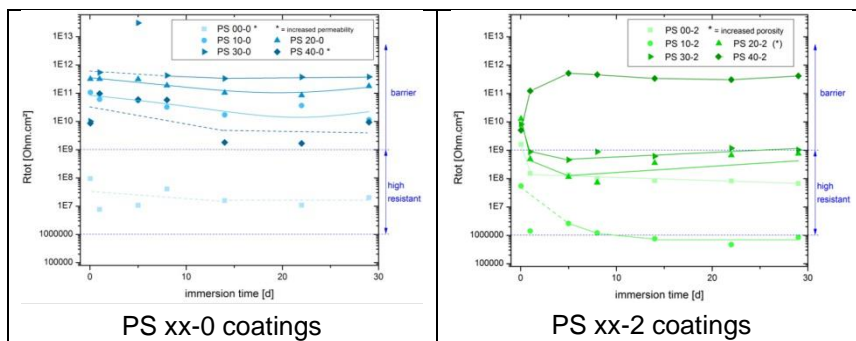 1E13
1E12
1E11
1E10
1E9
1E8
1E7
1000000
100000
Rtot [Ohm.cm²]
PS 00-0 * * = increased permeability
PS 10-0 PS 20-0
PS 30-0 PS 40-0 *
barrier
high
resistant
0 10 20 30
immersion time [d]
PS xx-0 coatings
1E13
1E12
1E11
1E10
1E9
1E8
1E7
1000000
100000
Rtot [Ohm.cm²]
PS 00-2 * = increased porosity
PS 10-2 PS 20-2 (*)
PS 30-2 PS 40-2
barrier
high
resistant
0 10 20 30
immersion time [d]
PS xx-2 coatings